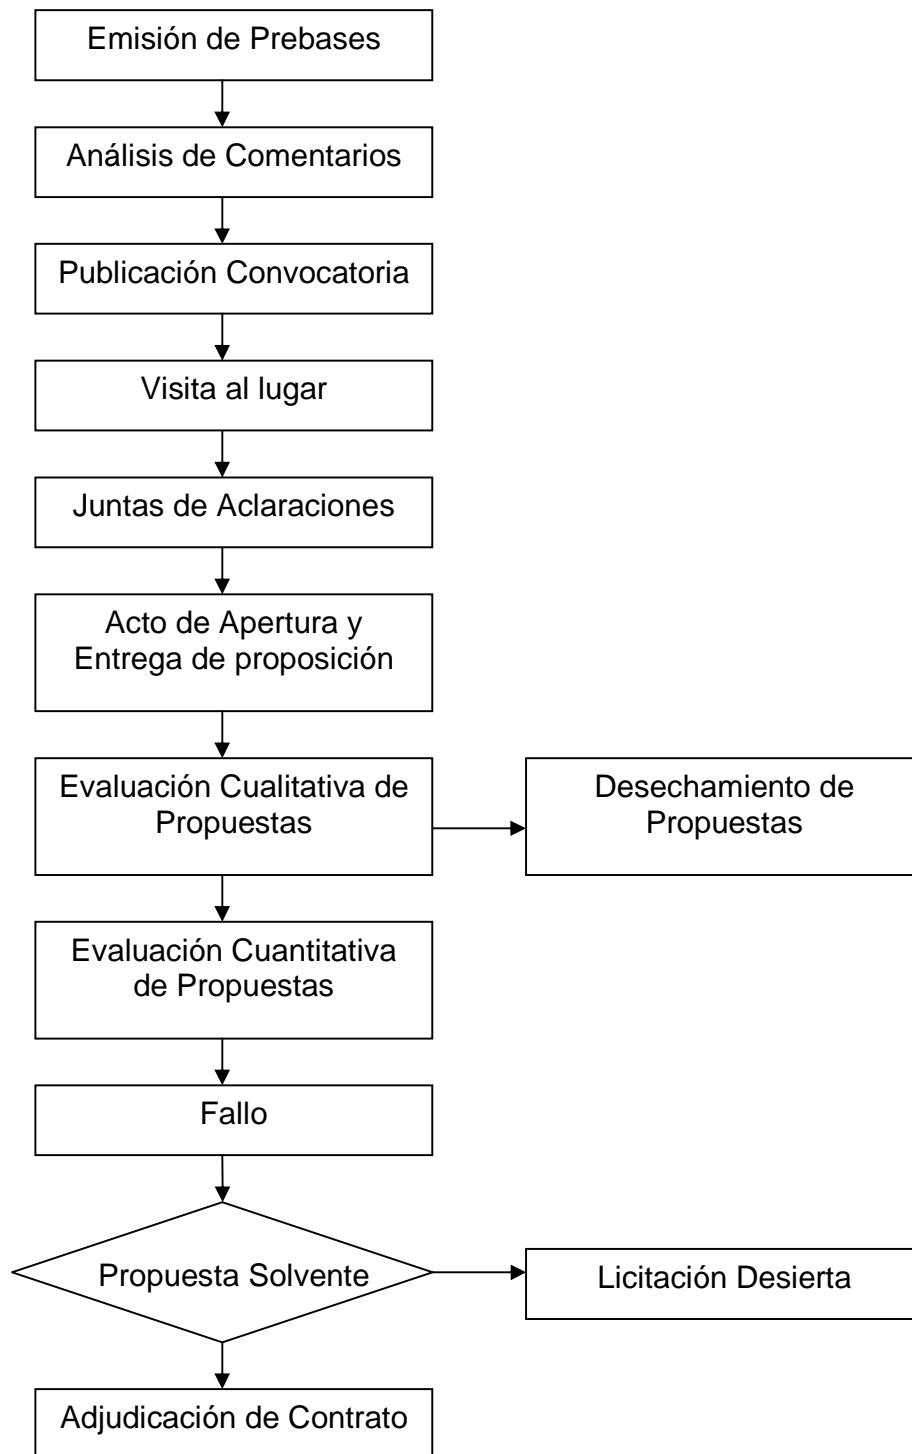 Emisión de Prebases
Análisis de Comentarios
Publicación Convocatoria
Visita al lugar
Juntas de Aclaraciones
Acto de Apertura y
Entrega de proposición
Evaluación Cualitativa de
Propuestas
Desechamiento de
Propuestas
Evaluación Cuantitativa
de Propuestas
Fallo
Propuesta Solvente
Licitación Desierta
Adjudicación de Contrato